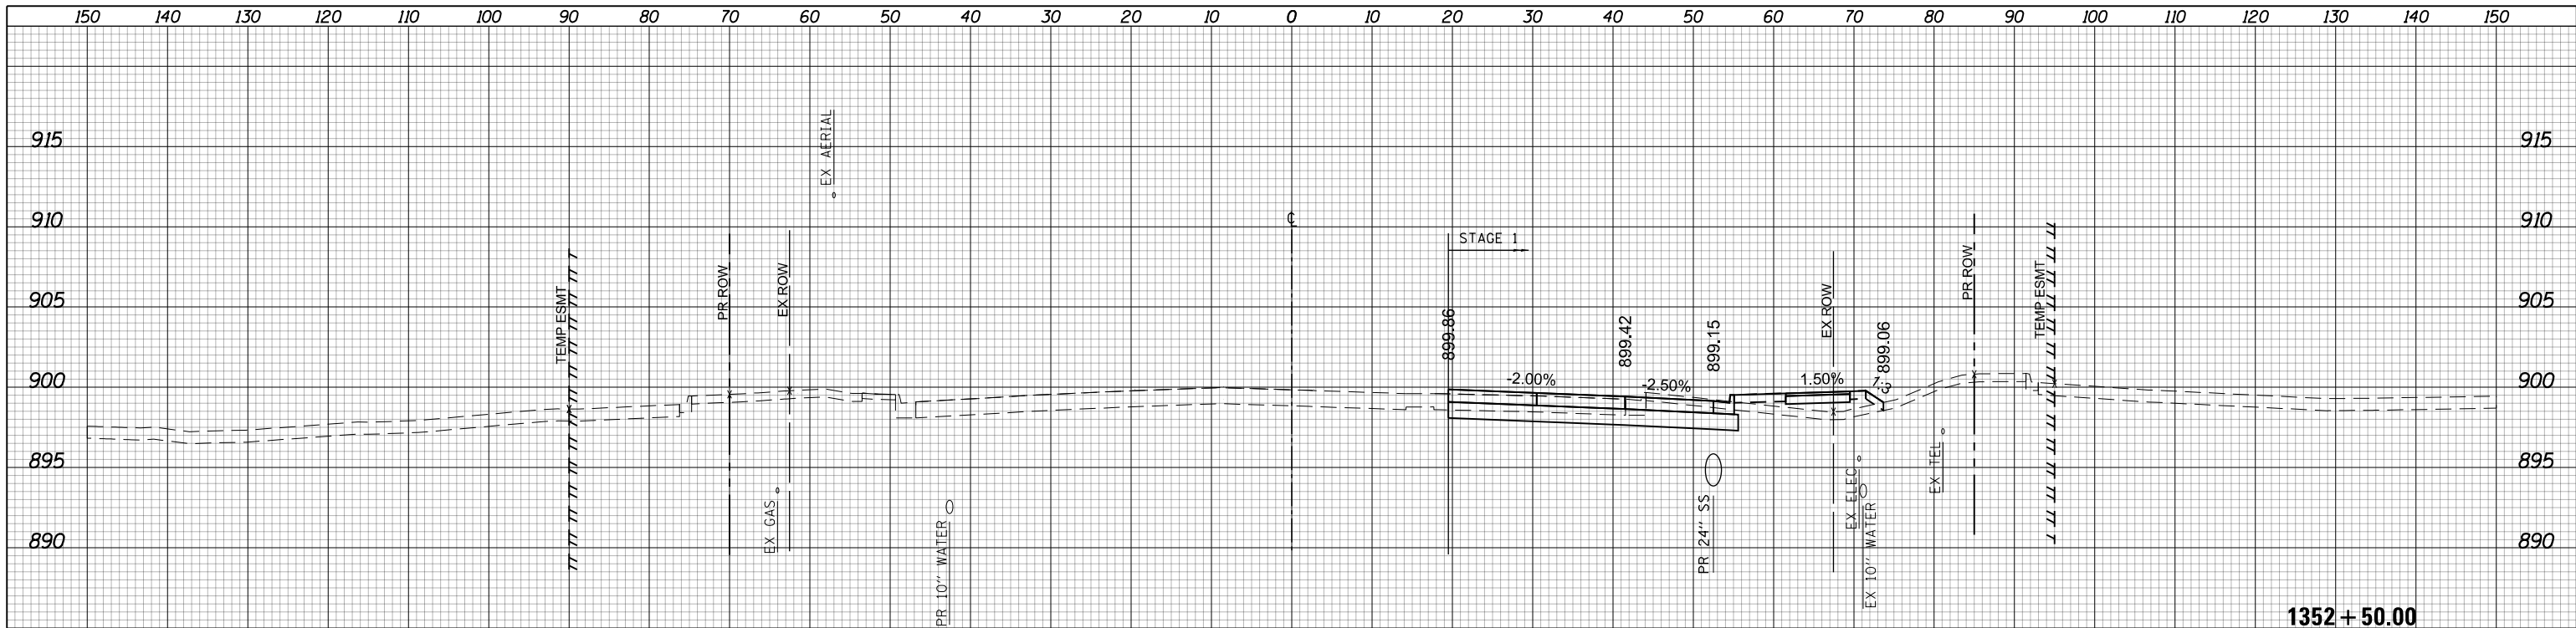 150 140 130 120 110 100 90 80 70 60 50 40 30 20 10 0 10 20 30 40 50 60 70 80 90 100 110 120 130 140 150
EX AERIAL
915 915
910 ℄ 910
STAGE 1
905 905
TEMP ESMT
PR ROW
EX ROW
899.86
899.42
899.15
EX ROW
899.06
PR ROW
TEMP ESMT
900 900
-2.00% -2.50% 1.50%
895 895
EX GAS
PR 10" WATER
PR 24" SS
EX ELEC
EX 10" WATER
EX TEL
890 890
1352+50.00